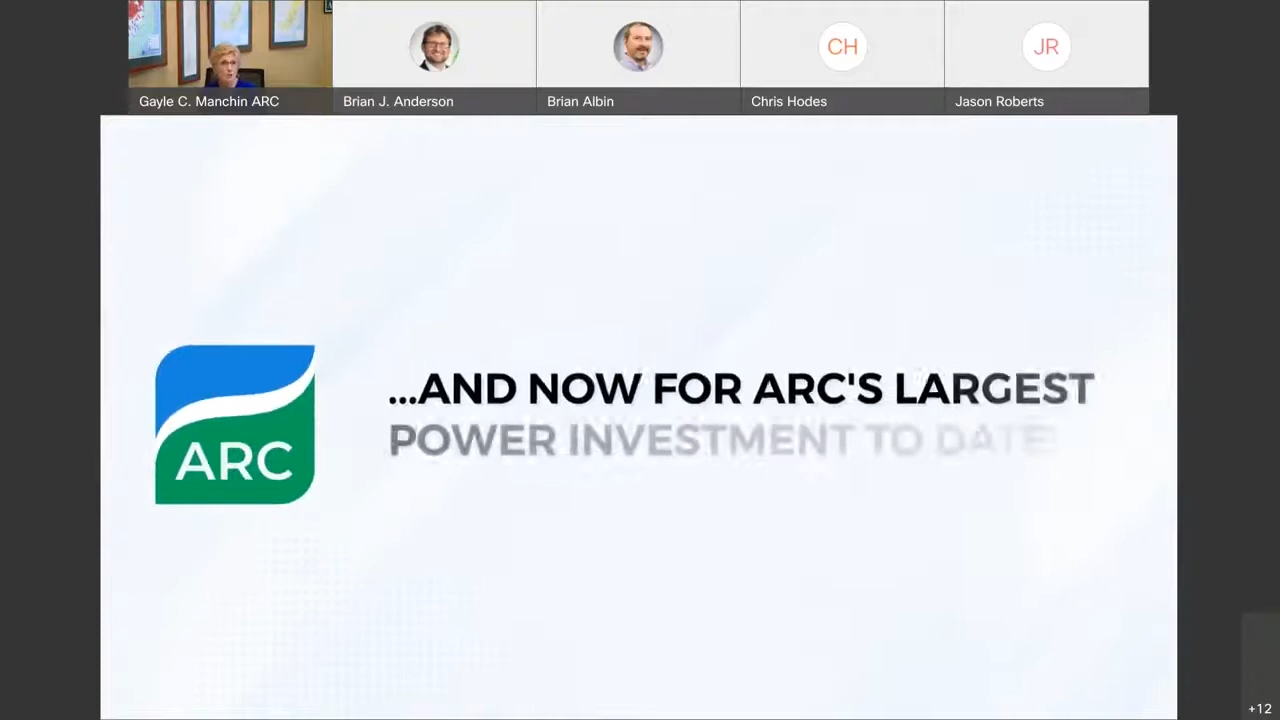 Gayle C. Manchin ARC
Brian J. Anderson
Brian Albin
CH
Chris Hodes
JR
Jason Roberts
...AND NOW FOR ARC'S LARGEST
POWER INVESTMENT TO DATE!
ARC
+12